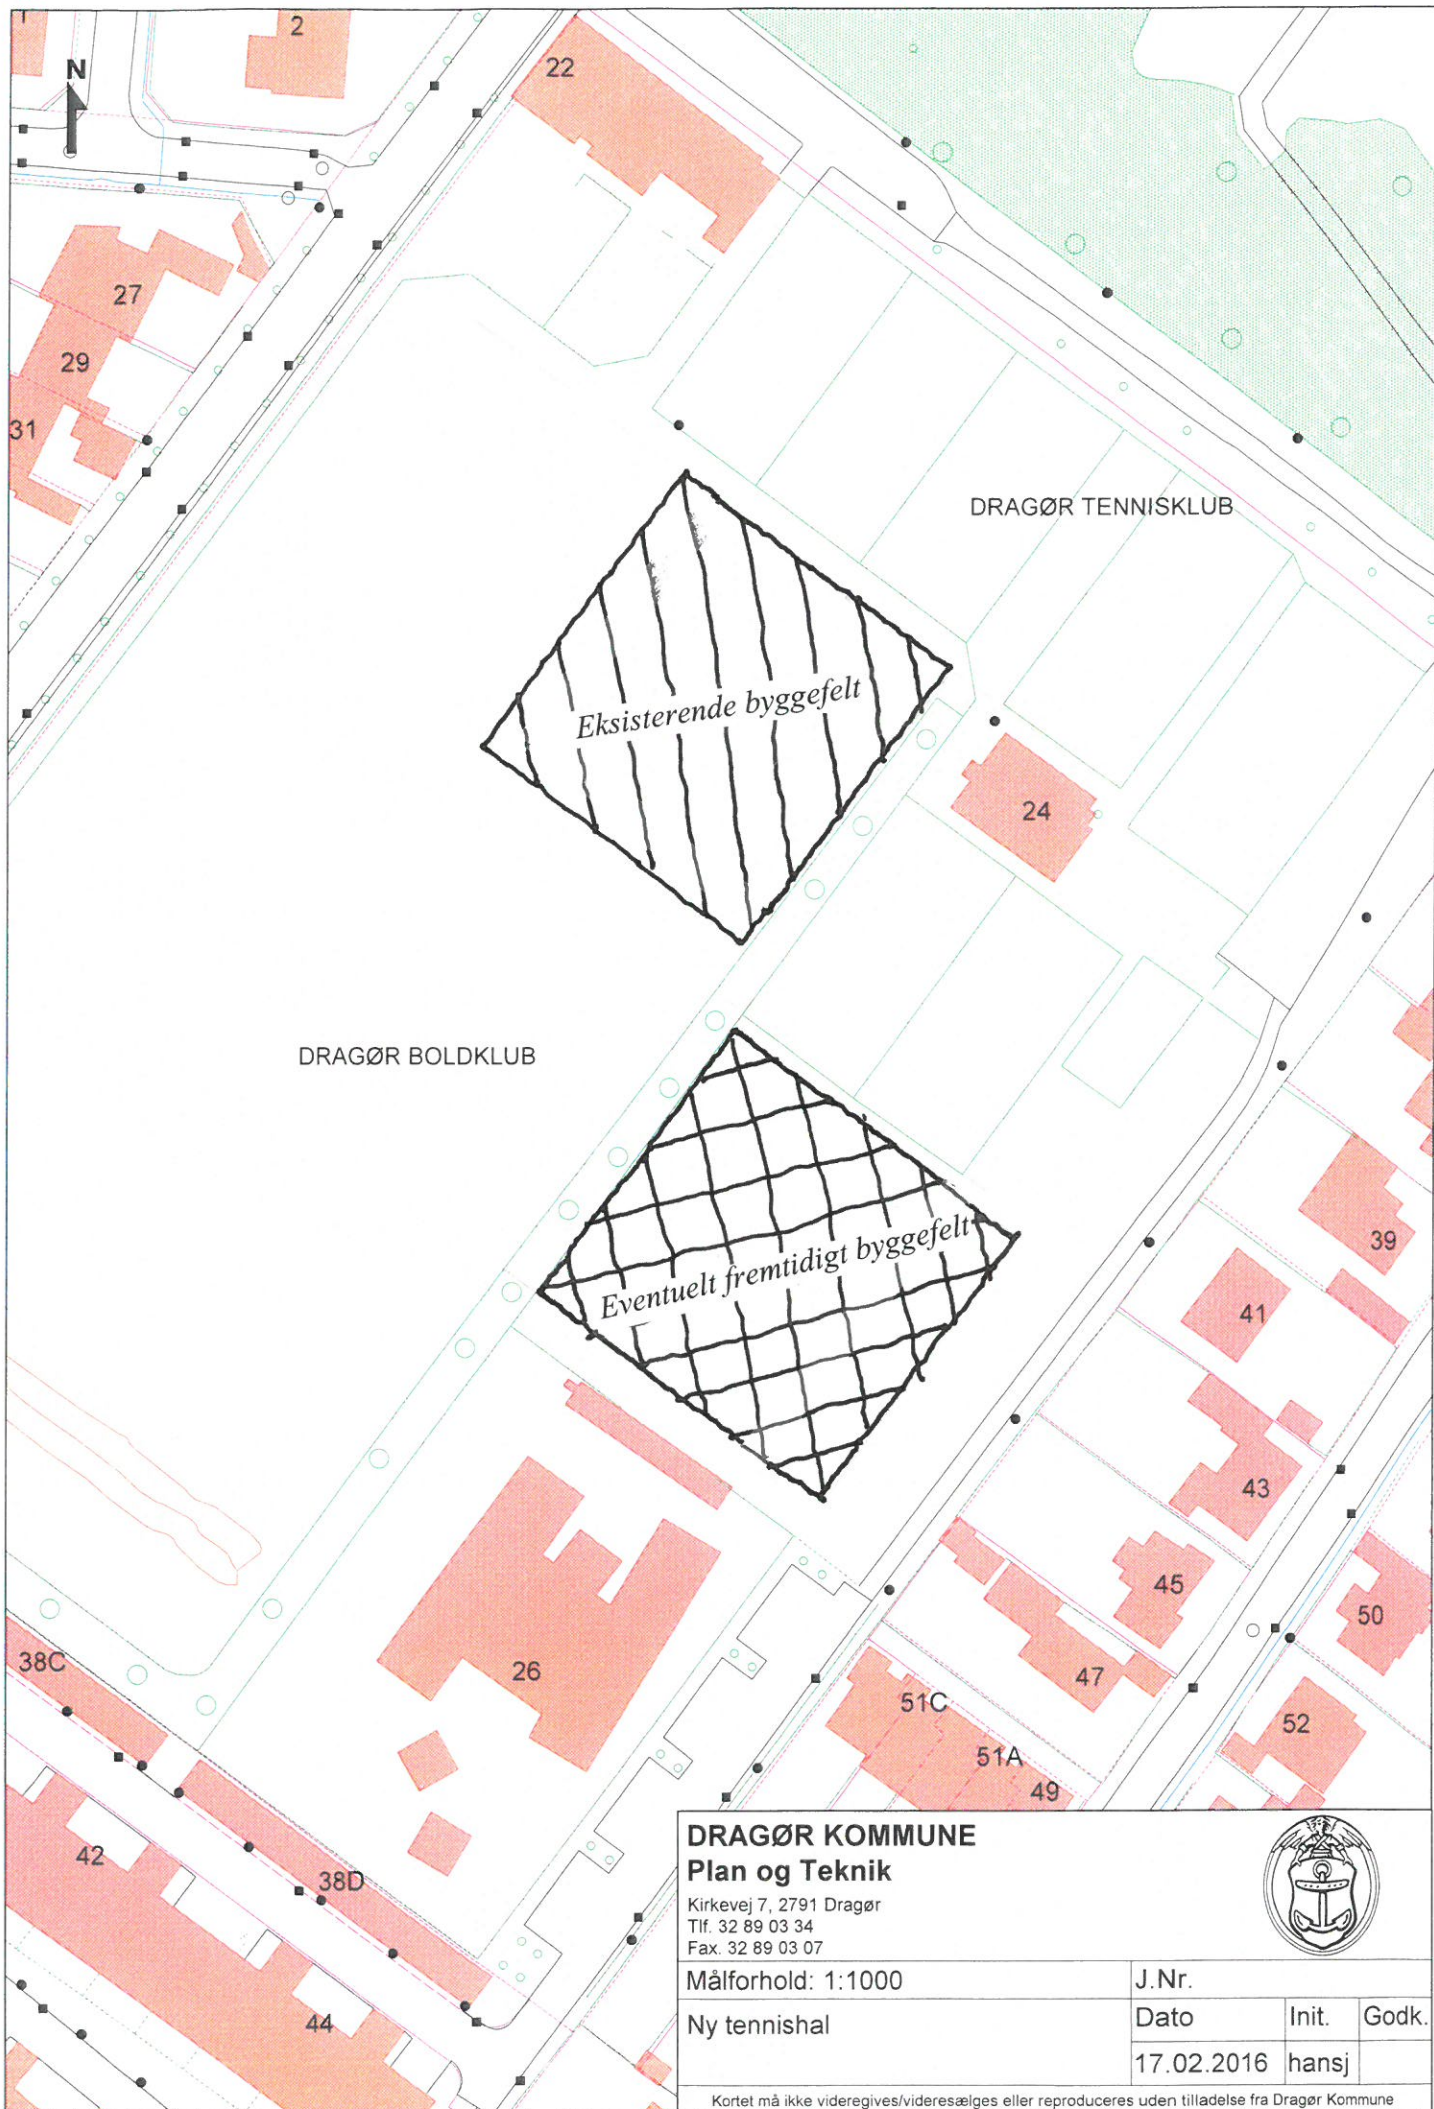 2
N
22
27
29
31
DRAGØR TENNISKLUB
Eksisterende byggefelt
24
DRAGØR BOLDKLUB
39
Eventuelt fremtidigt byggefelt
41
43
45
50
38C
26
47
51C
52
51A
49
42
38D
44
DRAGØR KOMMUNE
Plan og Teknik
Kirkevej 7, 2791 Dragør
Tlf. 32 89 03 34
Fax. 32 89 03 07
Målforhold: 1:1000
J.Nr.
Ny tennishal
Dato Init. Godk.
17.02.2016 hansj
Kortet må ikke videregives/videresælges eller reproduceres uden tilladelse fra Dragør Kommune